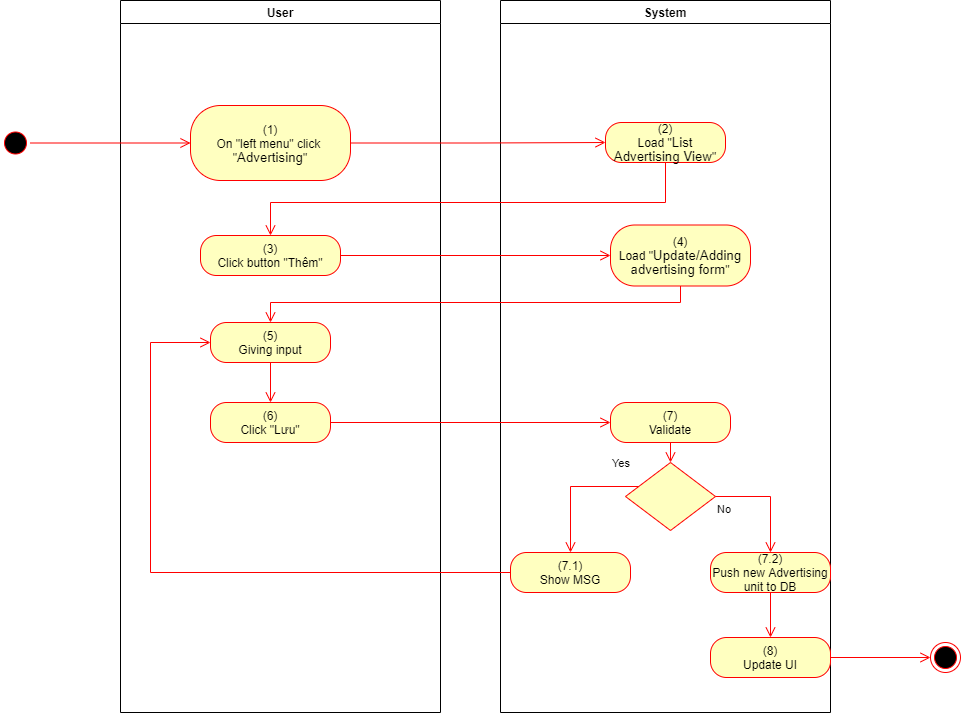 User
System
(1)
On "left menu" click
"Advertising"
(2)
Load "List
Advertising View"
(3)
Click button "Thêm"
(4)
Load "Update/Adding
advertising form"
(5)
Giving input
(6)
Click "Lưu"
(7)
Validate
Yes
No
(7.1)
Show MSG
(7.2)
Push new Advertising
unit to DB
(8)
Update UI